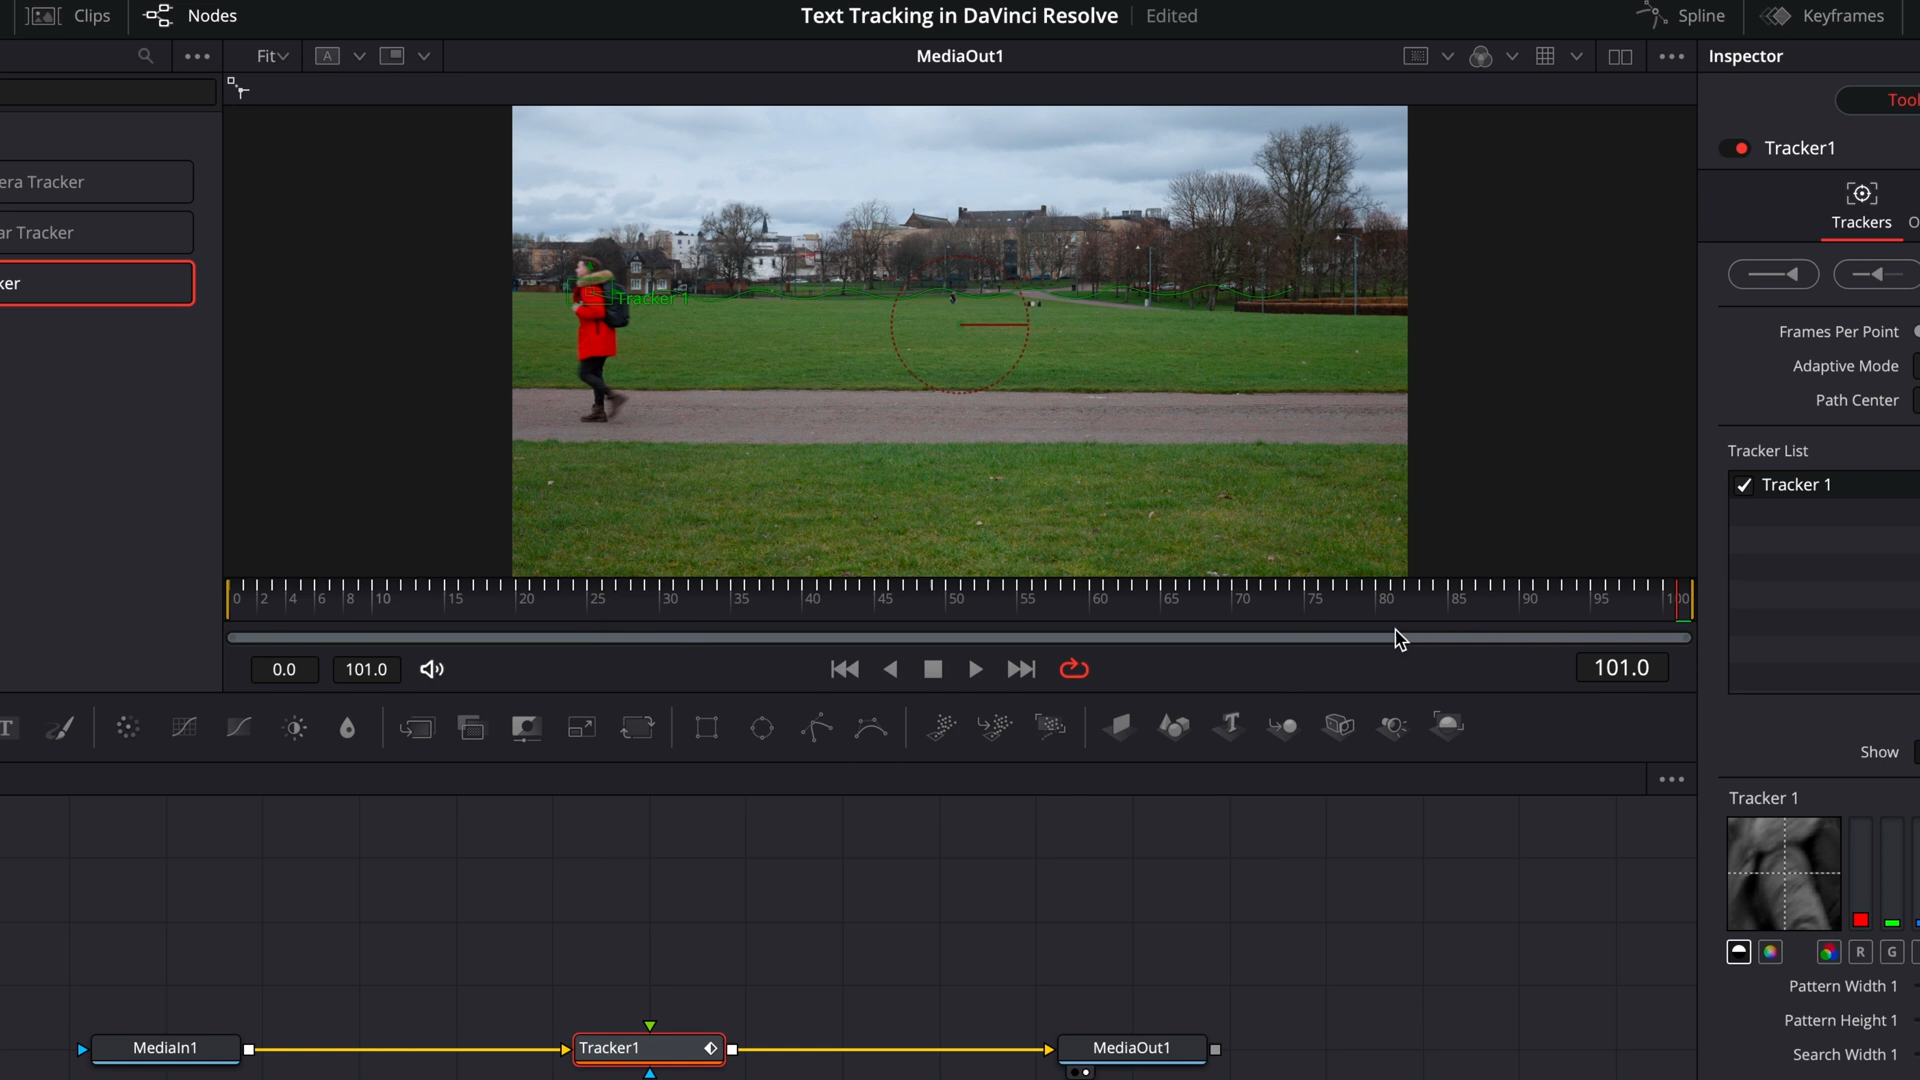 Clips Nodes Text Tracking in DaVinci Resolve Edited Spline Keyframes
Fit A MediaOut1 Inspector
Tool
Tracker1
era Tracker
ar Tracker
ker
Trackers O
Tracker 1
Frames Per Point
Adaptive Mode
Path Center
Tracker List
Tracker 1
0 2 4 6 8 10 15 20 25 30 35 40 45 50 55 60 65 70 75 80 85 90 95 100
0.0 101.0 101.0
T
Show
Tracker 1
R G
Pattern Width 1
Pattern Height 1
Search Width 1
MediaIn1 Tracker1 MediaOut1